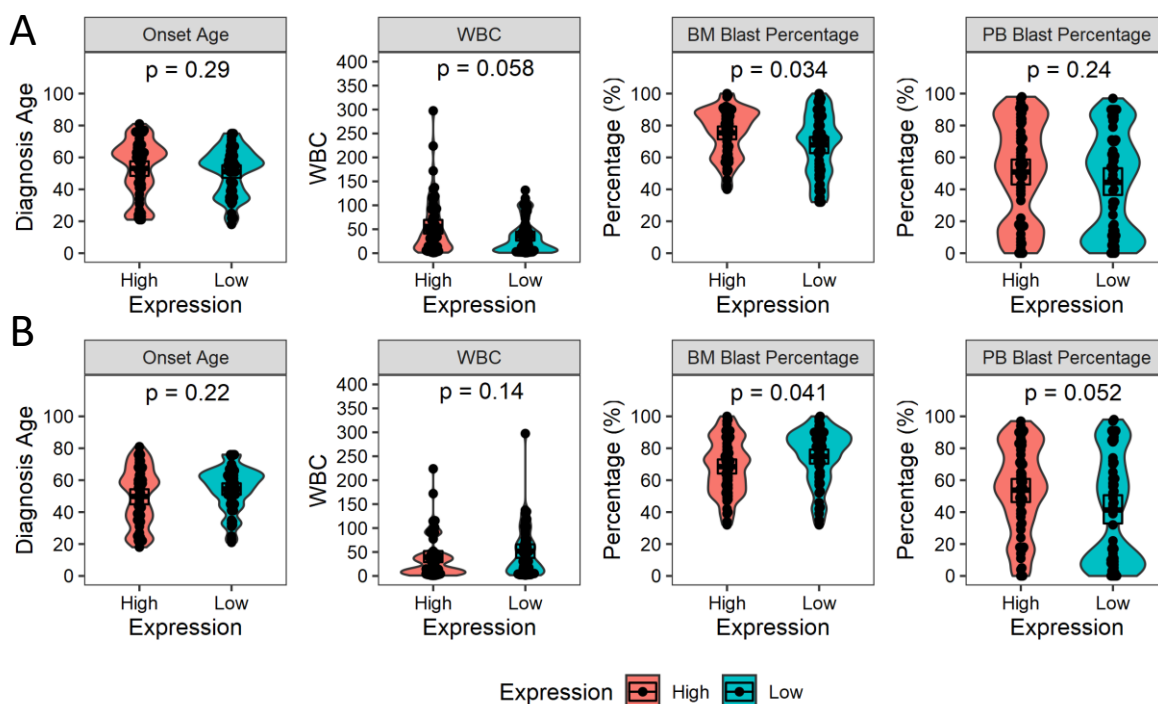 A
Onset Age
WBC
BM Blast Percentage
PB Blast Percentage
p = 0.29
p = 0.058
p = 0.034
p = 0.24
Diagnosis Age
100
80
60
40
20
0
WBC
400
350
300
250
200
150
100
50
0
Percentage (%)
100
80
60
40
20
0
Percentage (%)
100
80
60
40
20
0
High Low
High Low
High Low
High Low
Expression
Expression
Expression
Expression
B
Onset Age
WBC
BM Blast Percentage
PB Blast Percentage
p = 0.22
p = 0.14
p = 0.041
p = 0.052
Diagnosis Age
100
80
60
40
20
0
WBC
400
350
300
250
200
150
100
50
0
Percentage (%)
100
80
60
40
20
0
Percentage (%)
100
80
60
40
20
0
High Low
High Low
High Low
High Low
Expression
Expression
Expression
Expression
Expression High Low